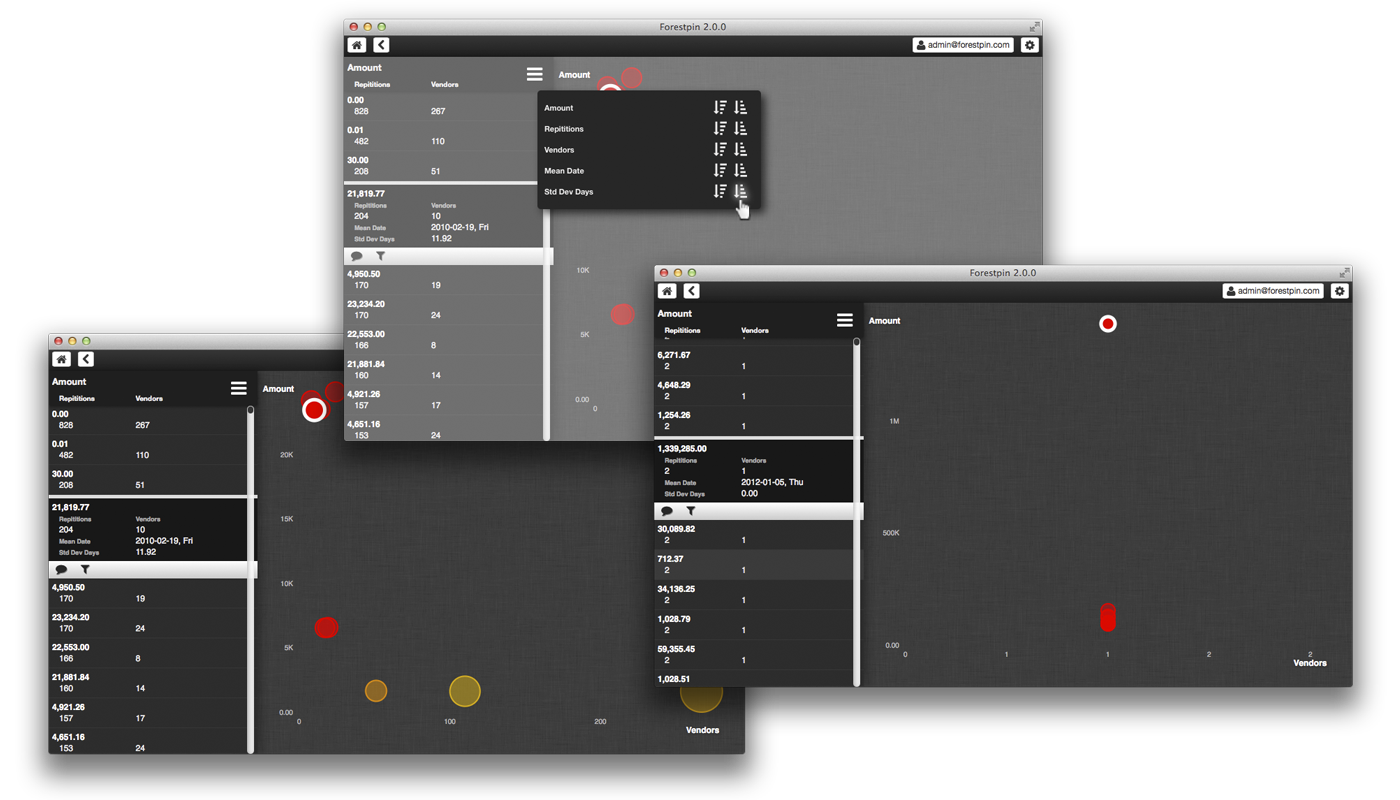 Forestpin 2.0.0
admin@forestpin.com
Amount
Repititions Vendors
0.00
828 267
0.01
482 110
30.00
208 51
21,819.77
Repititions Vendors
204 10
Mean Date 2010-02-19, Fri
Std Dev Days 11.92
4,950.50
170 19
23,234.20
170 24
22,553.00
166 8
21,881.84
160 14
4,921.26
157 17
4,651.16
153 24
Amount
Amount
Repititions
Vendors
Mean Date
Std Dev Days
10K
5K
0.00
0
Forestpin 2.0.0
admin@forestpin.com
Amount
Repititions Vendors
6,271.67
2 1
4,648.29
2 1
1,254.26
2 1
1,339,285.00
Repititions Vendors
2 1
Mean Date 2012-01-05, Thu
Std Dev Days 0.00
30,089.82
2 1
712.37
2 1
34,136.25
2 1
1,028.79
2 1
59,355.45
2 1
1,028.51
Amount
1M
500K
0.00
0 1 1 2 2
Vendors
Amount
Repititions Vendors
0.00
828 267
0.01
482 110
30.00
208 51
21,819.77
Repititions Vendors
204 10
Mean Date 2010-02-19, Fri
Std Dev Days 11.92
4,950.50
170 19
23,234.20
170 24
22,553.00
166 8
21,881.84
160 14
4,921.26
157 17
4,651.16
153 24
Amount
20K
15K
10K
5K
0.00
0 100 200
Vendors